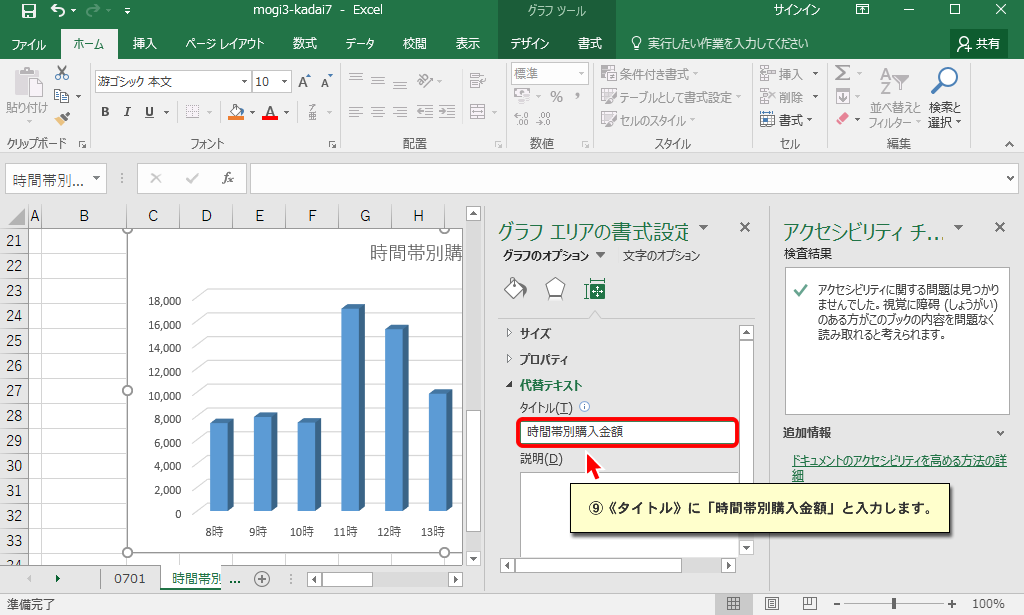 mogi3-kadai7 - Excel
グラフ ツール
サインイン
ファイル ホーム 挿入 ページ レイアウト 数式 データ 校閲 表示 デザイン 書式 実行したい作業を入力してください 共有
貼り付け
クリップボード
游ゴシック 本文 10
B I U
フォント
配置
標準
% ,
数値
条件付き書式
テーブルとして書式設定
セルのスタイル
スタイル
挿入
削除
書式
セル
並べ替えと
フィルター
検索と
選択
編集
時間帯別... fx
A B C D E F G H
21
22
23
24
25
26
27
28
29
30
31
32
33
34
時間帯別購
18,000
16,000
14,000
12,000
10,000
8,000
6,000
4,000
2,000
0
8時 9時 10時 11時 12時 13時
グラフ エリアの書式設定
グラフのオプション 文字のオプション
サイズ
プロパティ
代替テキスト
タイトル(T)
時間帯別購入金額
説明(D)
⑨《タイトル》に「時間帯別購入金額」と入力します。
アクセシビリティ チ...
検査結果
アクセシビリティに関する問題は見つかり
ませんでした。視覚に障碍 (しょうがい)
のある方がこのブックの内容を問題なく
読み取れると考えられます。
追加情報
ドキュメントのアクセシビリティを高める方法の詳
細
0701 時間帯別 ...
準備完了
100%